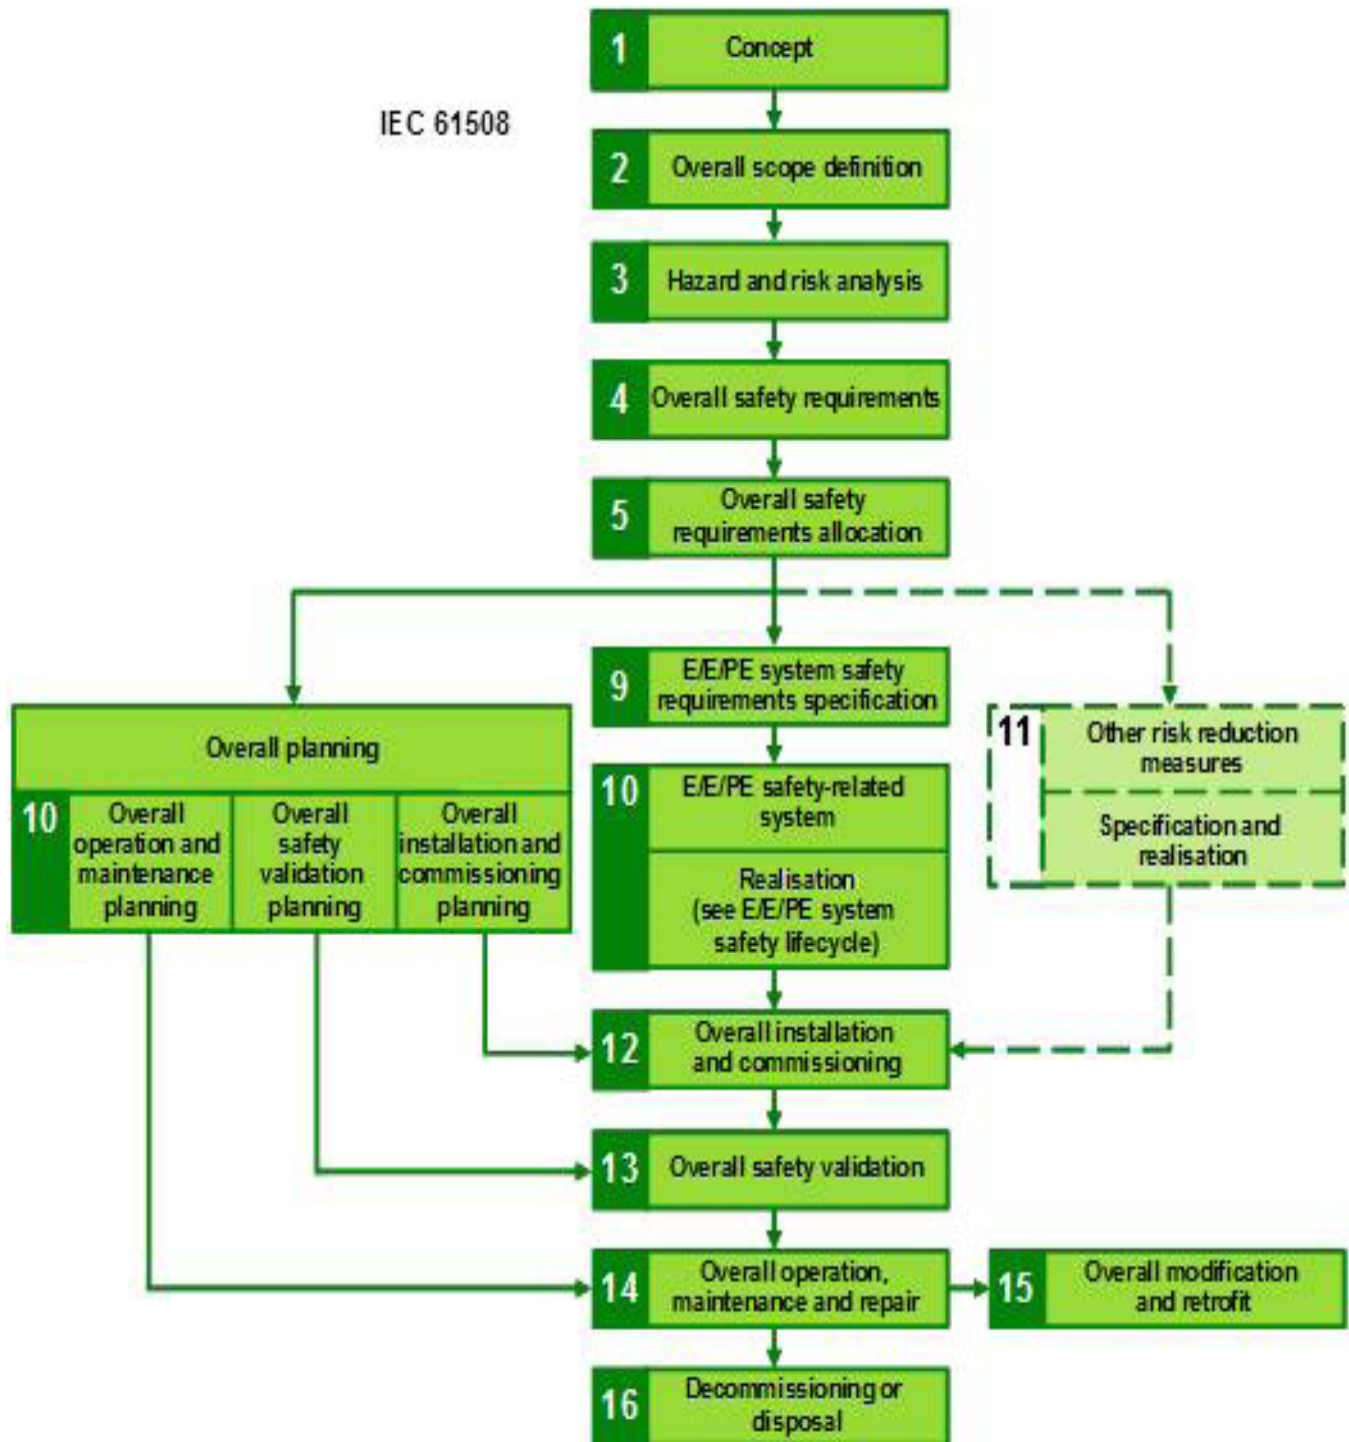 1
Concept
IEC 61508
2
Overall scope definition
3
Hazard and risk analysis
4
Overall safety requirements
5
Overall safety
requirements allocation
9
E/E/PE system safety
requirements specification
Overall planning
10
Overall
operation and
maintenance
planning
Overall
safety
validation
planning
Overall
installation and
commissioning
planning
10
E/E/PE safety-related
system
Realisation
(see E/E/PE system
safety lifecycle)
11
Other risk reduction
measures
Specification and
realisation
12
Overall installation
and commissioning
13
Overall safety validation
14
Overall operation,
maintenance and repair
15
Overall modification
and retrofit
16
Decommissioning or
disposal